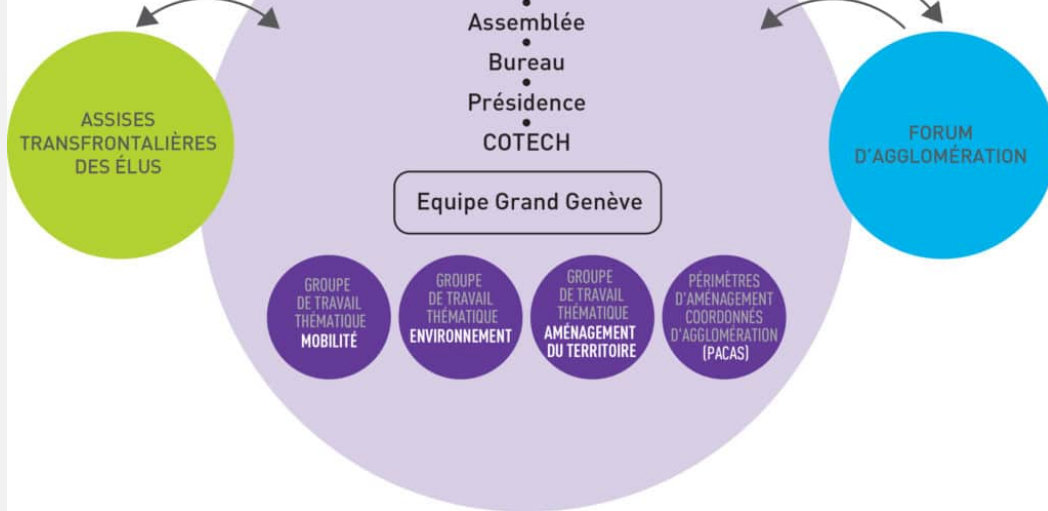 Assemblée
Bureau
Présidence
COTECH
ASSISES
TRANSFRONTALIÈRES
DES ÉLUS
FORUM
D'AGGLOMÉRATION
Equipe Grand Genève
GROUPE
DE TRAVAIL
THÉMATIQUE
MOBILITÉ
GROUPE
DE TRAVAIL
THÉMATIQUE
ENVIRONNEMENT
GROUPE
DE TRAVAIL
THÉMATIQUE
AMÉNAGEMENT
DU TERRITOIRE
PÉRIMÈTRES
D'AMÉNAGEMENT
COORDONNÉS
D'AGGLOMÉRATION
(PACAS)